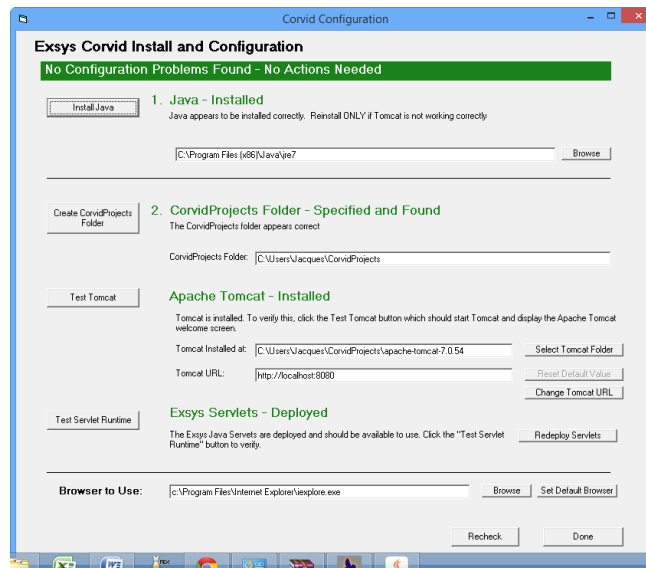 Corvid Configuration
Exsys Corvid Install and Configuration
No Configuration Problems Found - No Actions Needed
Install Java
1. Java - Installed
Java appears to be installed correctly. Reinstall ONLY if Tomcat is not working correctly
C:\Program Files (x86)\Java\jre7
Browse
Create CorvidProjects
Folder
2. CorvidProjects Folder - Specified and Found
The CorvidProjects folder appears correct
CorvidProjects Folder:
C:\Users\Jacques\CorvidProjects
Test Tomcat
Apache Tomcat - Installed
Tomcat is installed. To verify this, click the Test Tomcat button which should start Tomcat and display the Apache Tomcat
welcome screen.
Tomcat Installed at:
C:\Users\Jacques\CorvidProjects\apache-tomcat-7.0.54
Select Tomcat Folder
Tomcat URL:
http://localhost:8080
Reset Default Value
Change Tomcat URL
Test Servlet Runtime
Exsys Servlets - Deployed
The Exsys Java Servets are deployed and should be available to use. Click the "Test Servlet
Runtime" button to verify.
Redeploy Servlets
Browser to Use:
c:\Program Files\Internet Explorer\iexplore.exe
Browse
Set Default Browser
Recheck
Done